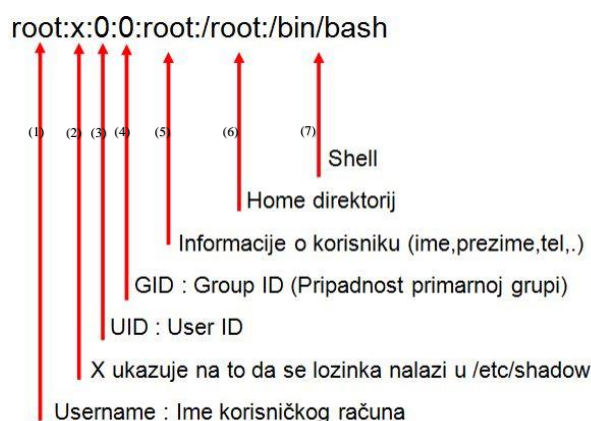 root:x:0:0:root:/root:/bin/bash
(1) (2) (3) (4) (5) (6) (7)
Shell
Home direktorij
Informacije o korisniku (ime,prezime,tel,.)
GID : Group ID (Pripadnost primarnoj grupi)
UID : User ID
X ukazuje na to da se lozinka nalazi u /etc/shadow
Username : Ime korisničkog računa